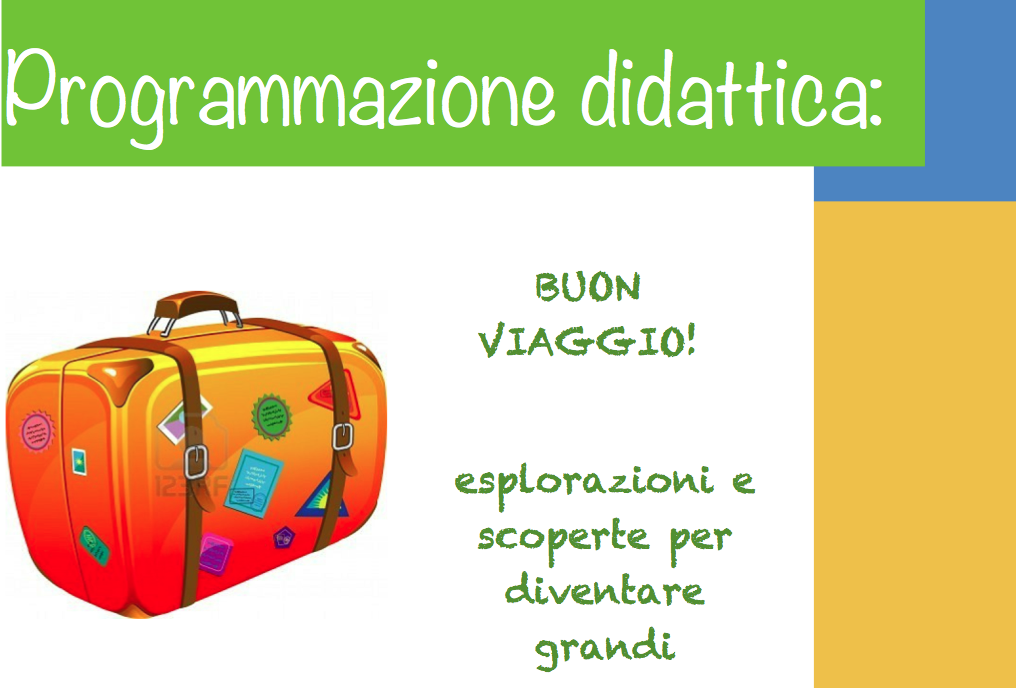 Programmazione didattica:
BUON
VIAGGIO!
esplorazioni e
scoperte per
diventare
grandi